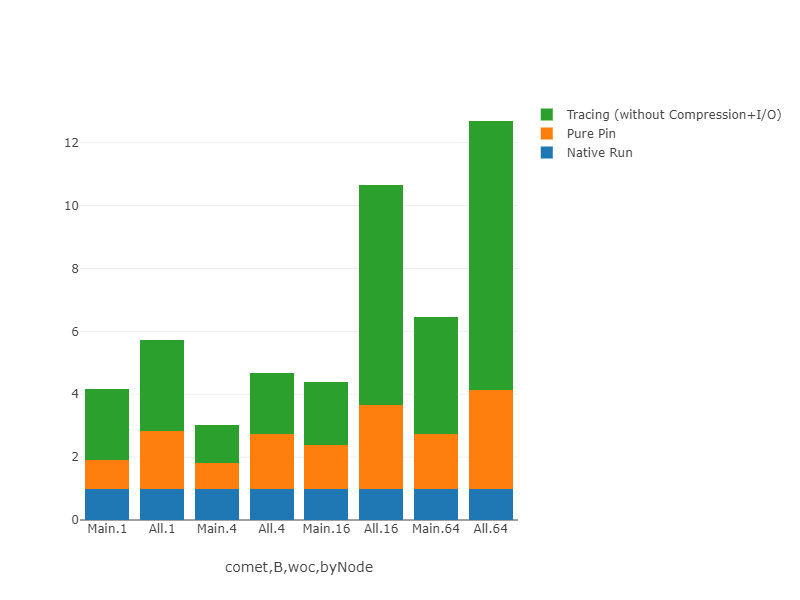 Tracing (without Compression+I/O)
Pure Pin
Native Run
12
10
8
6
4
2
0
Main.1 All.1 Main.4 All.4 Main.16 All.16 Main.64 All.64
comet,B,woc,byNode